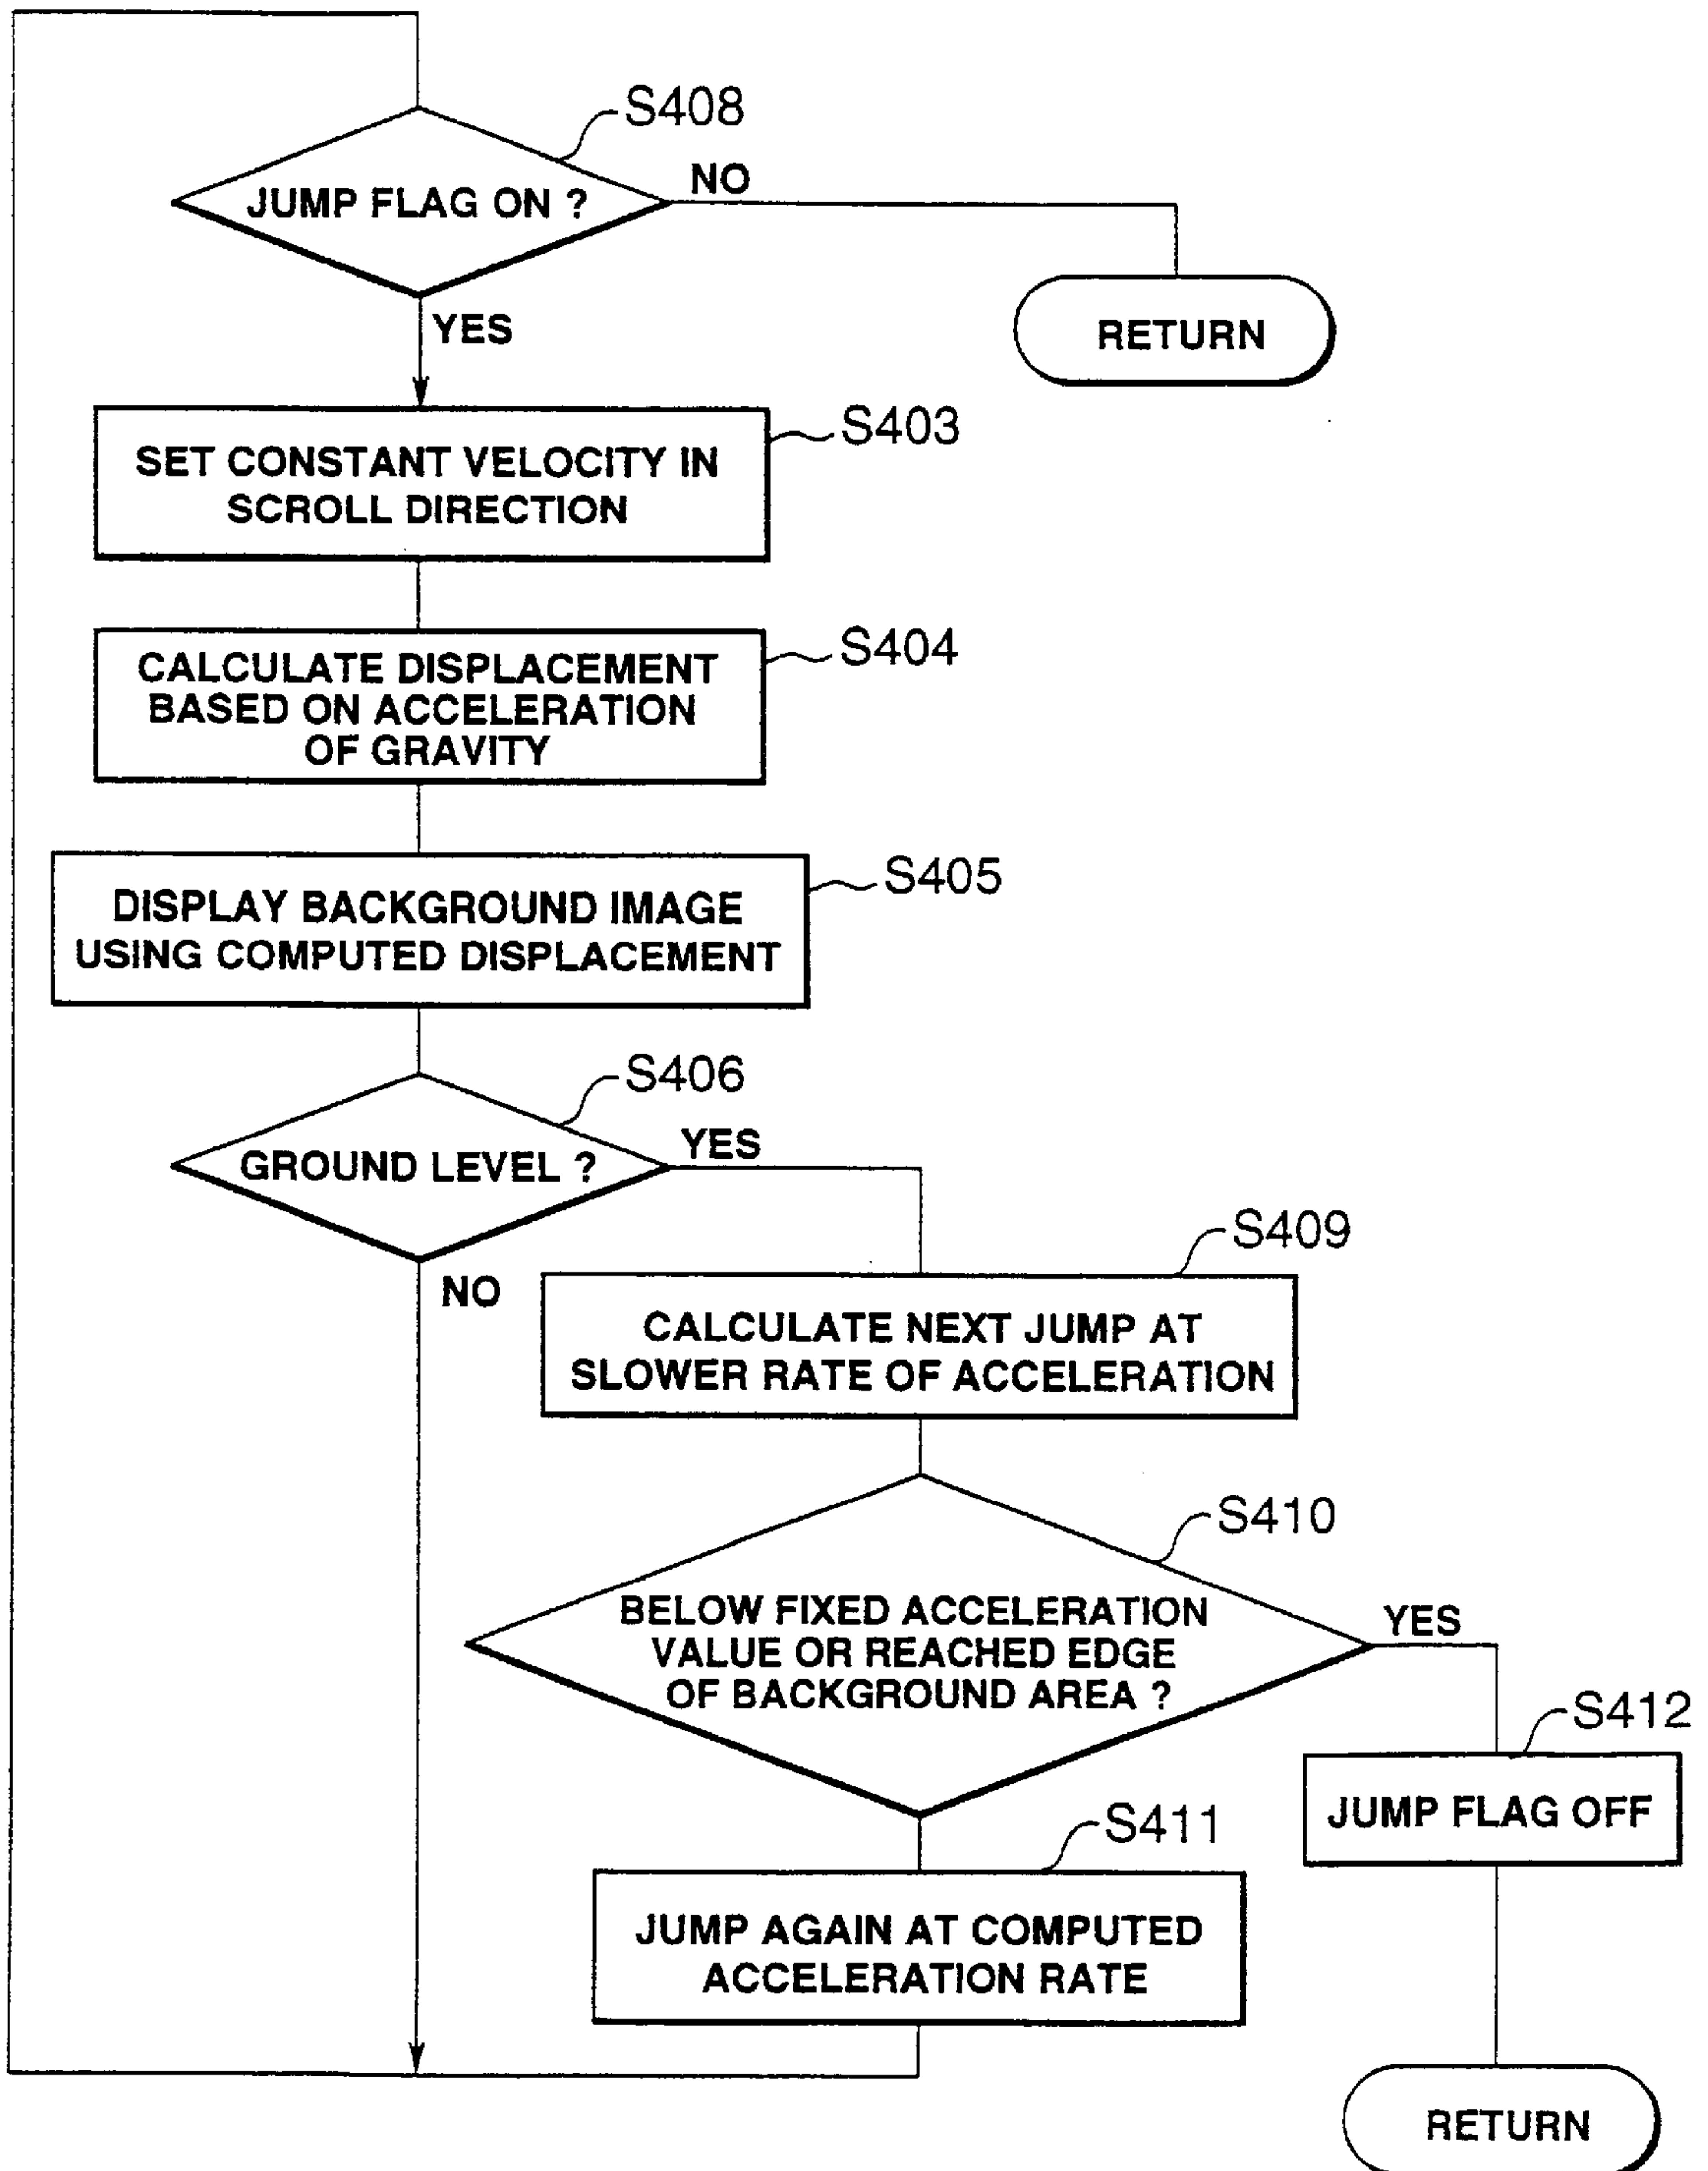 S408
JUMP FLAG ON ?
NO
YES
RETURN
S403
SET CONSTANT VELOCITY IN
SCROLL DIRECTION
S404
CALCULATE DISPLACEMENT
BASED ON ACCELERATION
OF GRAVITY
S405
DISPLAY BACKGROUND IMAGE
USING COMPUTED DISPLACEMENT
S406
GROUND LEVEL ?
YES
NO
S409
CALCULATE NEXT JUMP AT
SLOWER RATE OF ACCELERATION
S410
BELOW FIXED ACCELERATION
VALUE OR REACHED EDGE
OF BACKGROUND AREA ?
YES
S412
JUMP FLAG OFF
S411
JUMP AGAIN AT COMPUTED
ACCELERATION RATE
RETURN